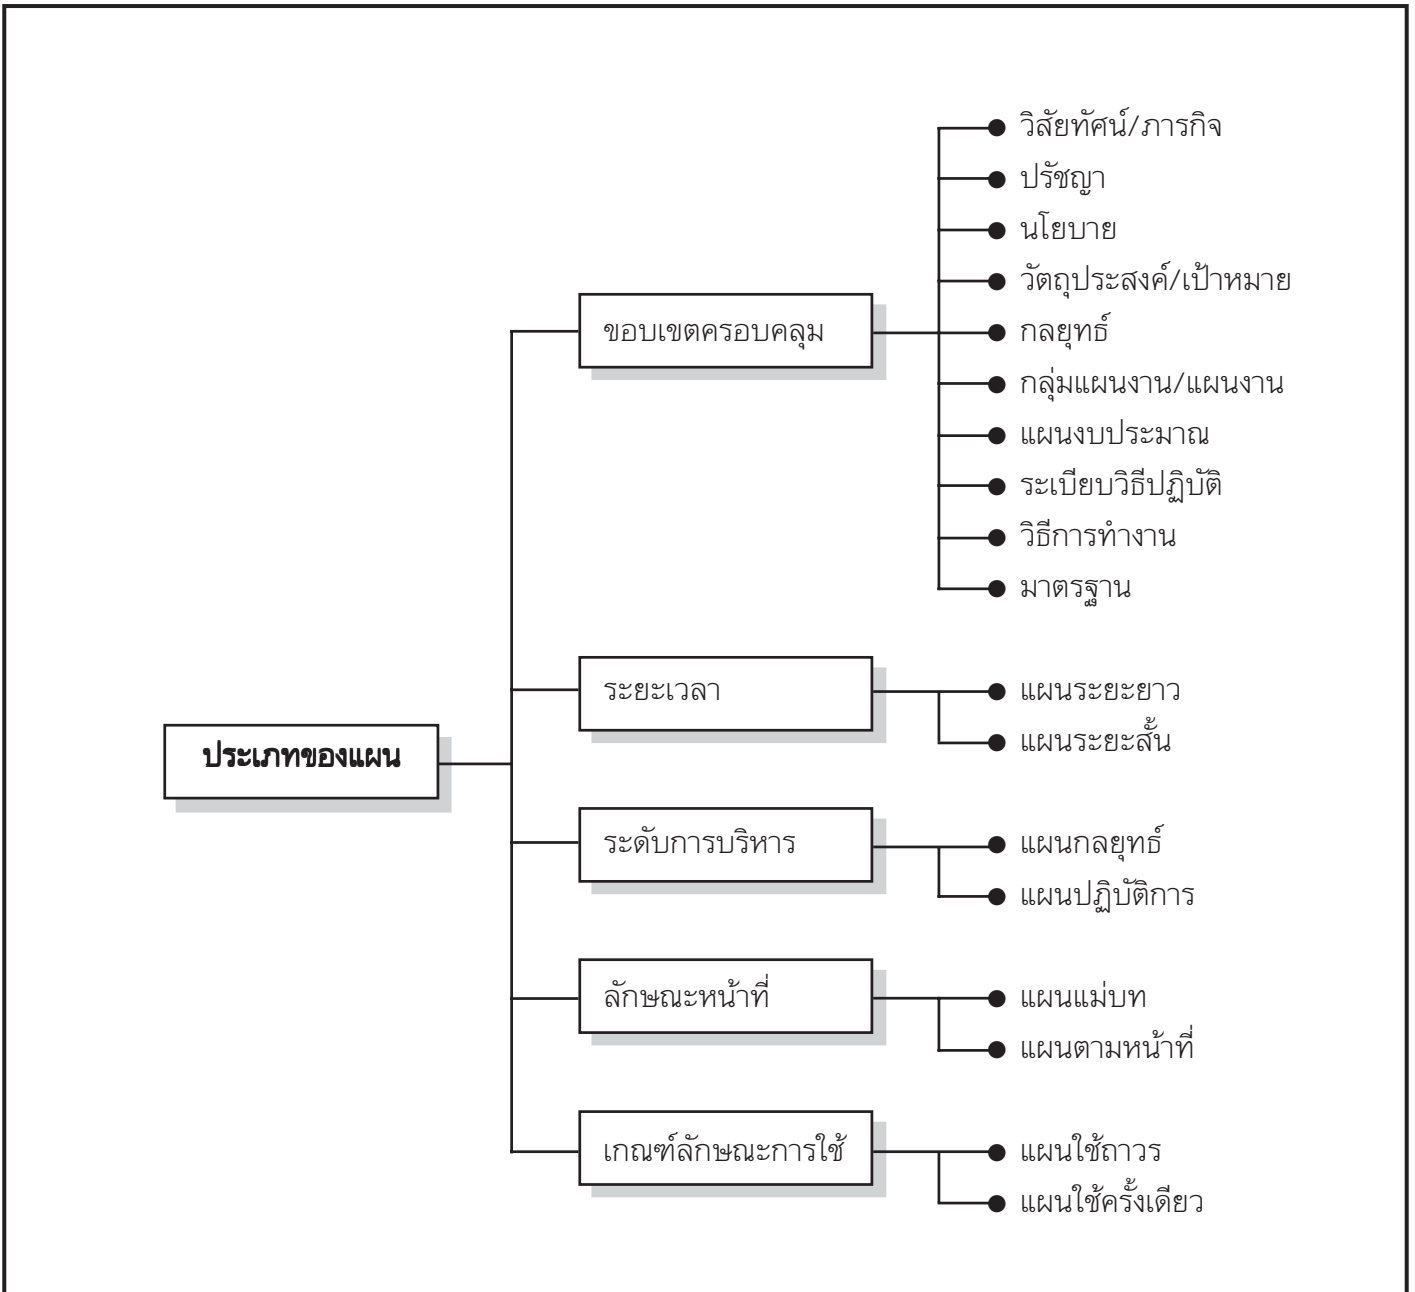 วิสัยทัศน์/ภารกิจ
ปรัชญา
นโยบาย
วัตถุประสงค์/เป้าหมาย
ขอบเขตครอบคลุม
กลยุทธ์
กลุ่มแผนงาน/แผนงาน
แผนงบประมาณ
ระเบียบวิธีปฏิบัติ
วิธีการทำงาน
มาตรฐาน
ระยะเวลา
แผนระยะยาว
แผนระยะสั้น
ประเภทของแผน
ระดับการบริหาร
แผนกลยุทธ์
แผนปฏิบัติการ
ลักษณะหน้าที่
แผนแม่บท
แผนตามหน้าที่
เกณฑ์ลักษณะการใช้
แผนใช้ถาวร
แผนใช้ครั้งเดียว